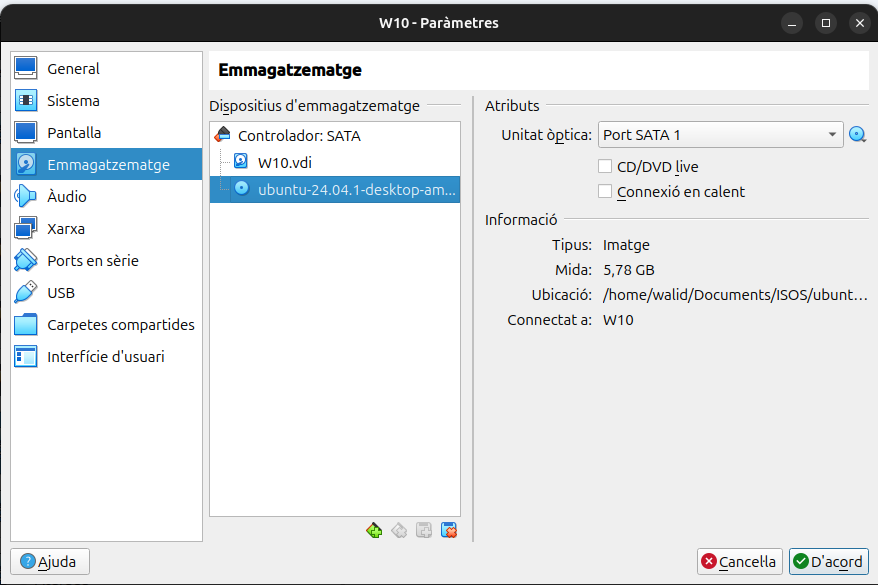 W10 - Paràmetres
General
Sistema
Pantalla
Emmagatzematge
Àudio
Xarxa
Ports en sèrie
USB
Carpetes compartides
Interfície d'usuari
Emmagatzematge
Dispositius d'emmagatzematge
Controlador: SATA
W10.vdi
ubuntu-24.04.1-desktop-am...
Atributs
Unitat òptica: Port SATA 1
CD/DVD live
Connexió en calent
Informació
Tipus: Imatge
Mida: 5,78 GB
Ubicació: /home/walid/Documents/ISOS/ubunt...
Connectat a: W10
Ajuda
Cancel·la
D'acord